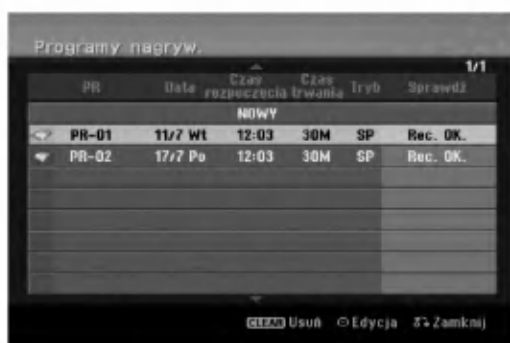 Programy nagryw.
1/1
PR Data Czas rozpoczęcia Czas trwania Tryb Sprawdź
NOWY
PR-01 11/7 Wt 12:03 30M SP Rec. OK.
PR-02 17/7 Po 12:03 30M SP Rec. OK.
CLEAR Usuń Edycja Zamknij